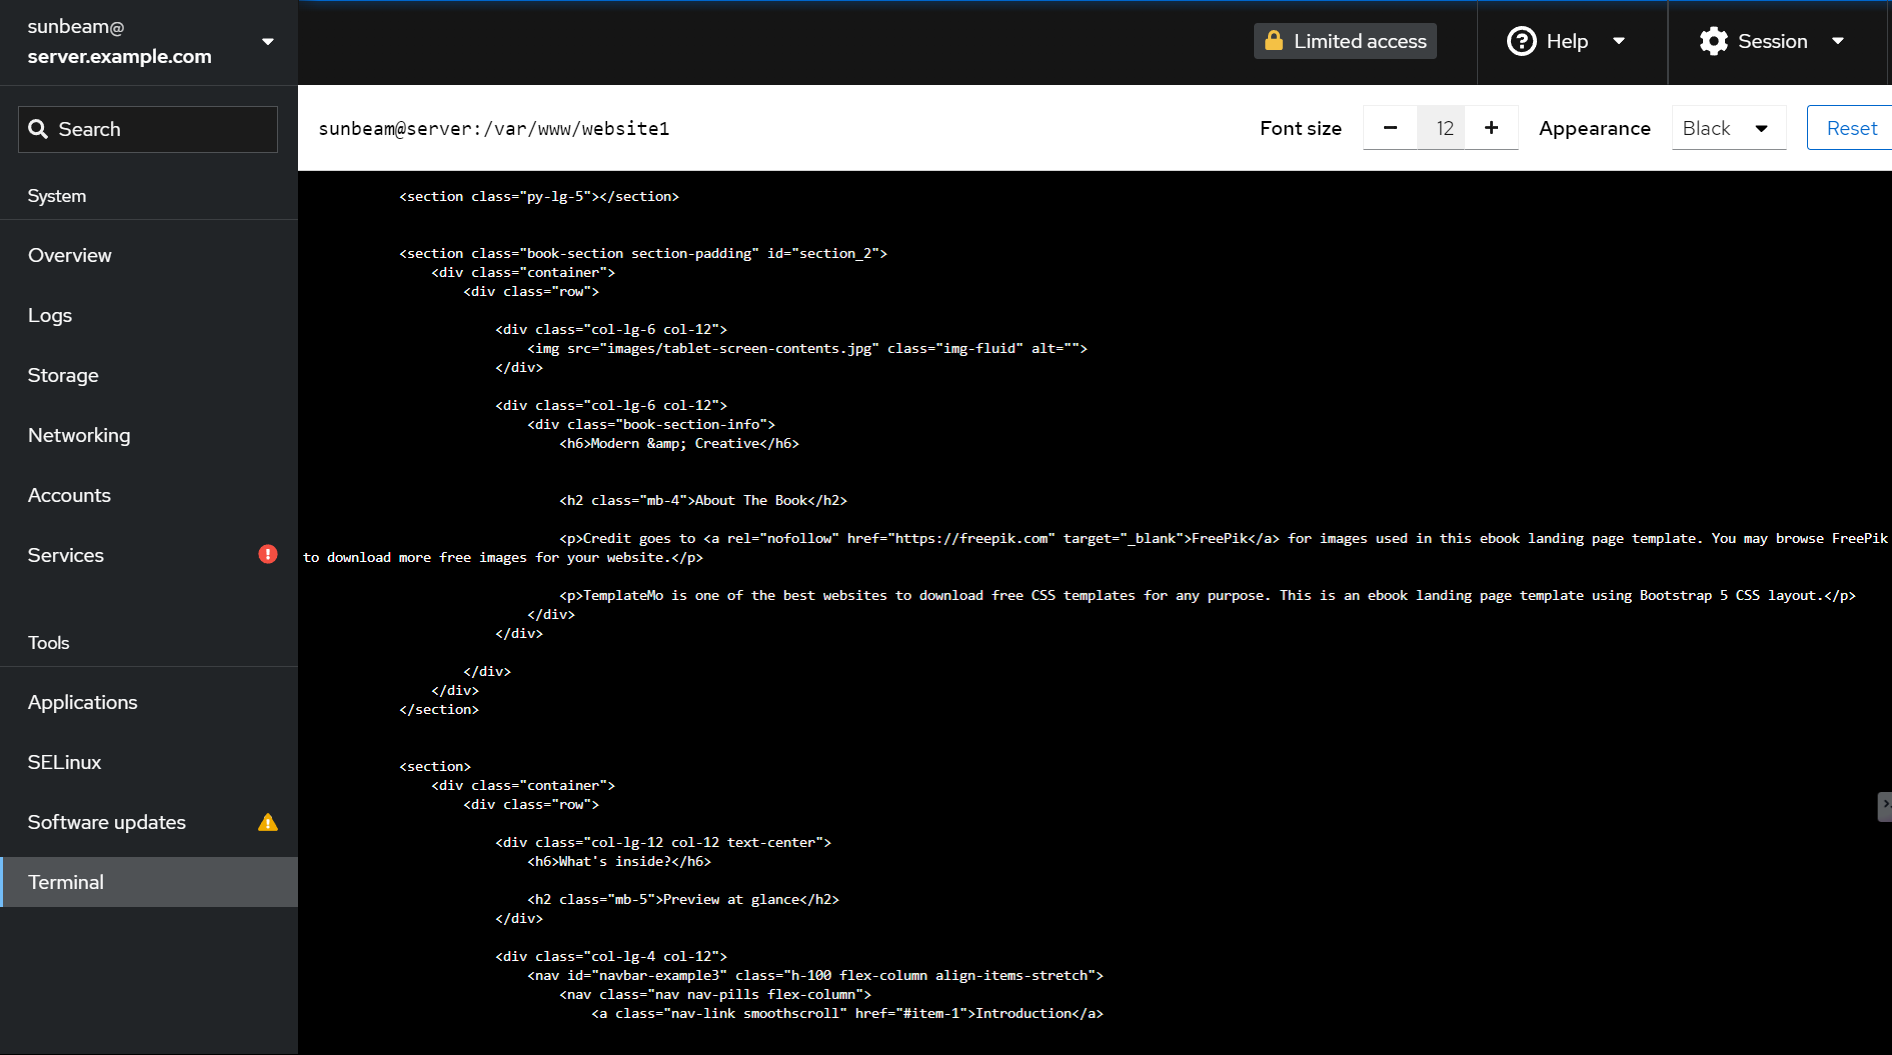 sunbeam@
server.example.com
Limited access
Help
Session
Search
System
Overview
Logs
Storage
Networking
Accounts
Services
Tools
Applications
SELinux
Software updates
Terminal
sunbeam@server:/var/www/website1
Font size
12
Appearance
Black
Reset
<section class="py-lg-5"></section>
<section class="book-section section-padding" id="section_2">
<div class="container">
<div class="row">
<div class="col-lg-6 col-12">
<img src="images/tablet-screen-contents.jpg" class="img-fluid" alt="">
</div>
<div class="col-lg-6 col-12">
<div class="book-section-info">
<h6>Modern &amp; Creative</h6>
<h2 class="mb-4">About The Book</h2>
<p>Credit goes to <a rel="nofollow" href="https://freepik.com" target="_blank">FreePik</a> for images used in this ebook landing page template. You may browse FreePik
to download more free images for your website.</p>
<p>TemplateMo is one of the best websites to download free CSS templates for any purpose. This is an ebook landing page template using Bootstrap 5 CSS layout.</p>
</div>
</div>
</div>
</div>
</section>
<section>
<div class="container">
<div class="row">
<div class="col-lg-12 col-12 text-center">
<h6>What's inside?</h6>
<h2 class="mb-5">Preview at glance</h2>
</div>
<div class="col-lg-4 col-12">
<nav id="navbar-example3" class="h-100 flex-column align-items-stretch">
<nav class="nav nav-pills flex-column">
<a class="nav-link smoothscroll" href="#item-1">Introduction</a>